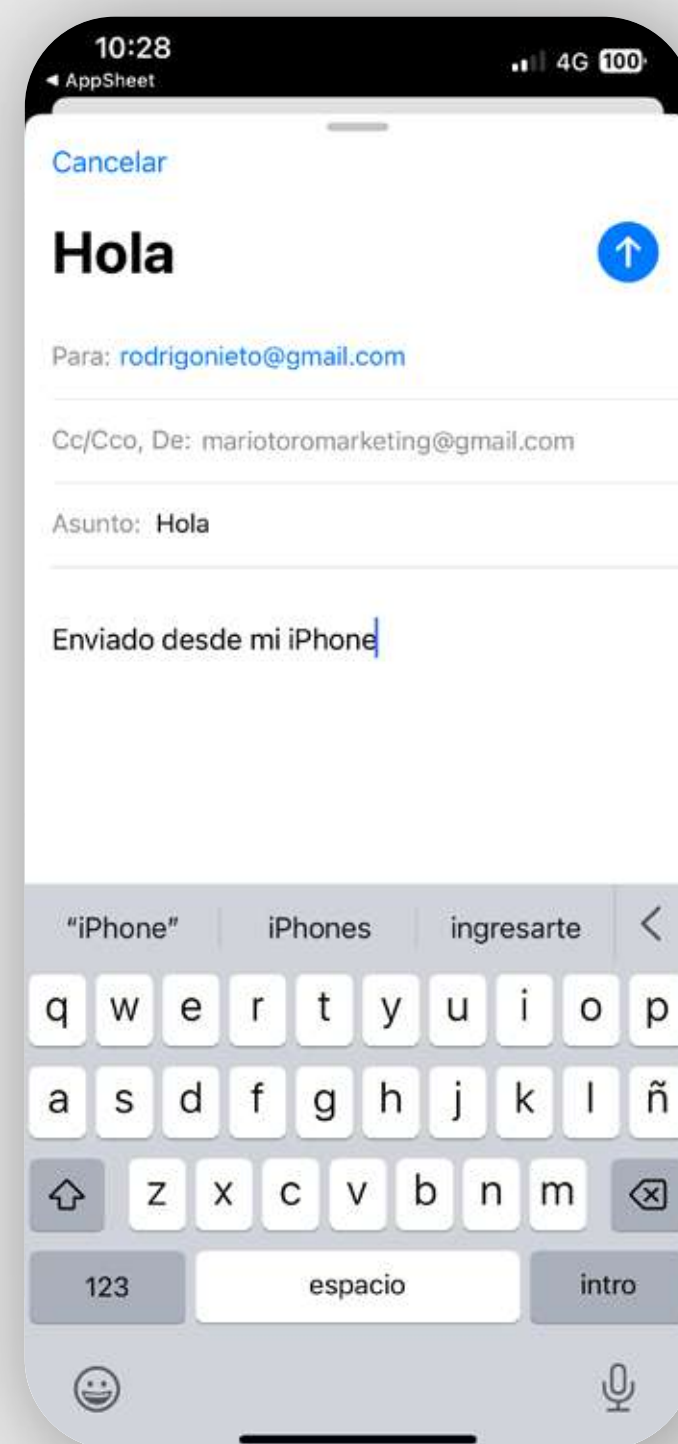 10:28
4G 100
◀ AppSheet
Cancelar
Hola
Para: rodrigonieto@gmail.com
Cc/Cco, De: mariotoromarketing@gmail.com
Asunto: Hola
Enviado desde mi iPhone
“iPhone” iPhones ingresarte
q w e r t y u i o p
a s d f g h j k l ñ
z x c v b n m
123 espacio intro